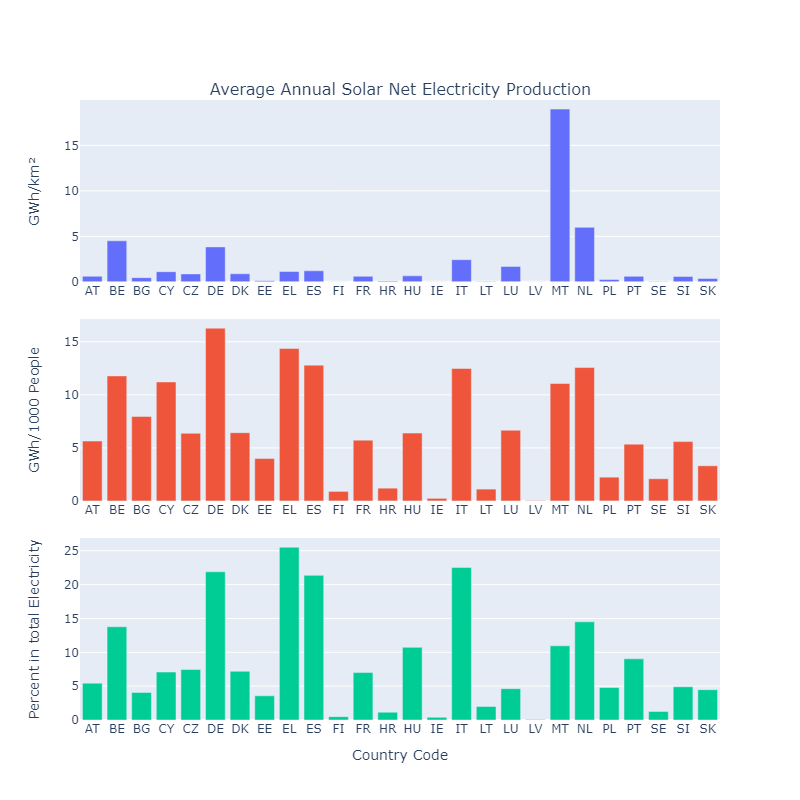 Average Annual Solar Net Electricity Production
GWh/km²
15
10
5
0
AT BE BG CY CZ DE DK EE EL ES FI FR HR HU IE IT LT LU LV MT NL PL PT SE SI SK
GWh/1000 People
15
10
5
0
AT BE BG CY CZ DE DK EE EL ES FI FR HR HU IE IT LT LU LV MT NL PL PT SE SI SK
Percent in total Electricity
25
20
15
10
5
0
AT BE BG CY CZ DE DK EE EL ES FI FR HR HU IE IT LT LU LV MT NL PL PT SE SI SK
Country Code